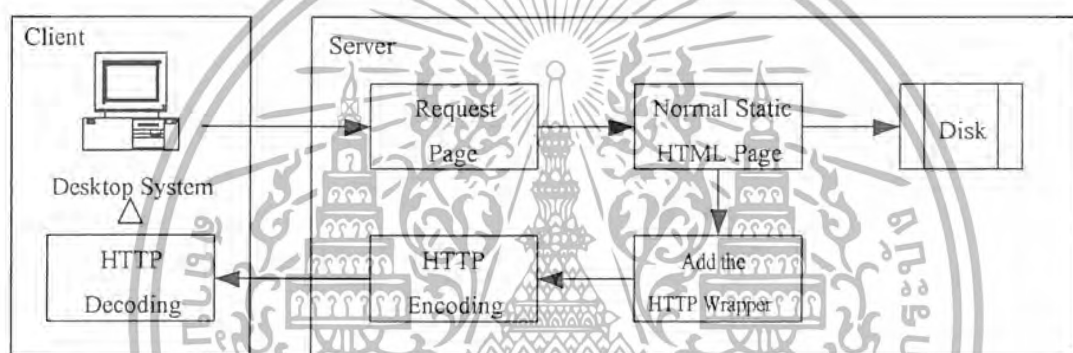 Client
Server
Request
Page
Normal Static
HTML Page
Disk
Desktop System
HTTP
Decoding
HTTP
Encoding
Add the
HTTP Wrapper